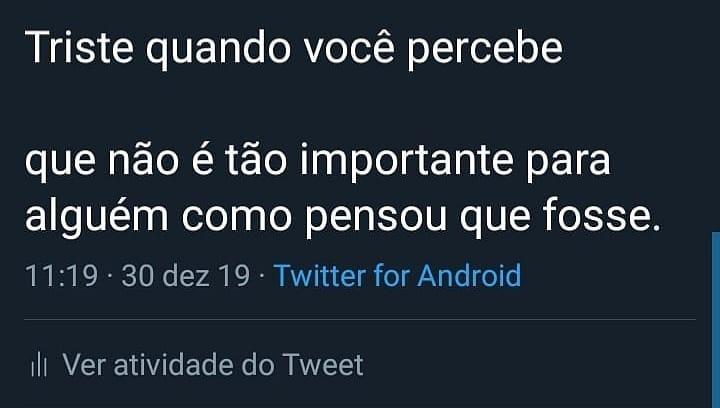 Triste quando você percebe
que não é tão importante para
alguém como pensou que fosse.
11:19 · 30 dez 19 · Twitter for Android
Ver atividade do Tweet